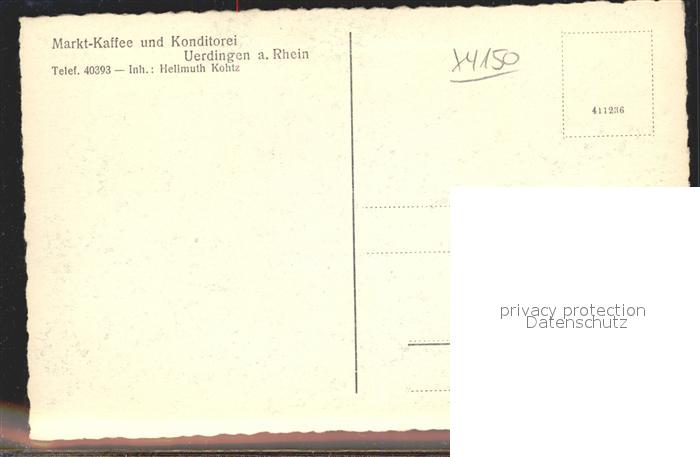 Markt-Kaffee und Konditorei
Uerdingen a. Rhein
Telef. 40393 — Inh.: Hellmuth Kohtz
X4150
411236
privacy protection
Datenschutz